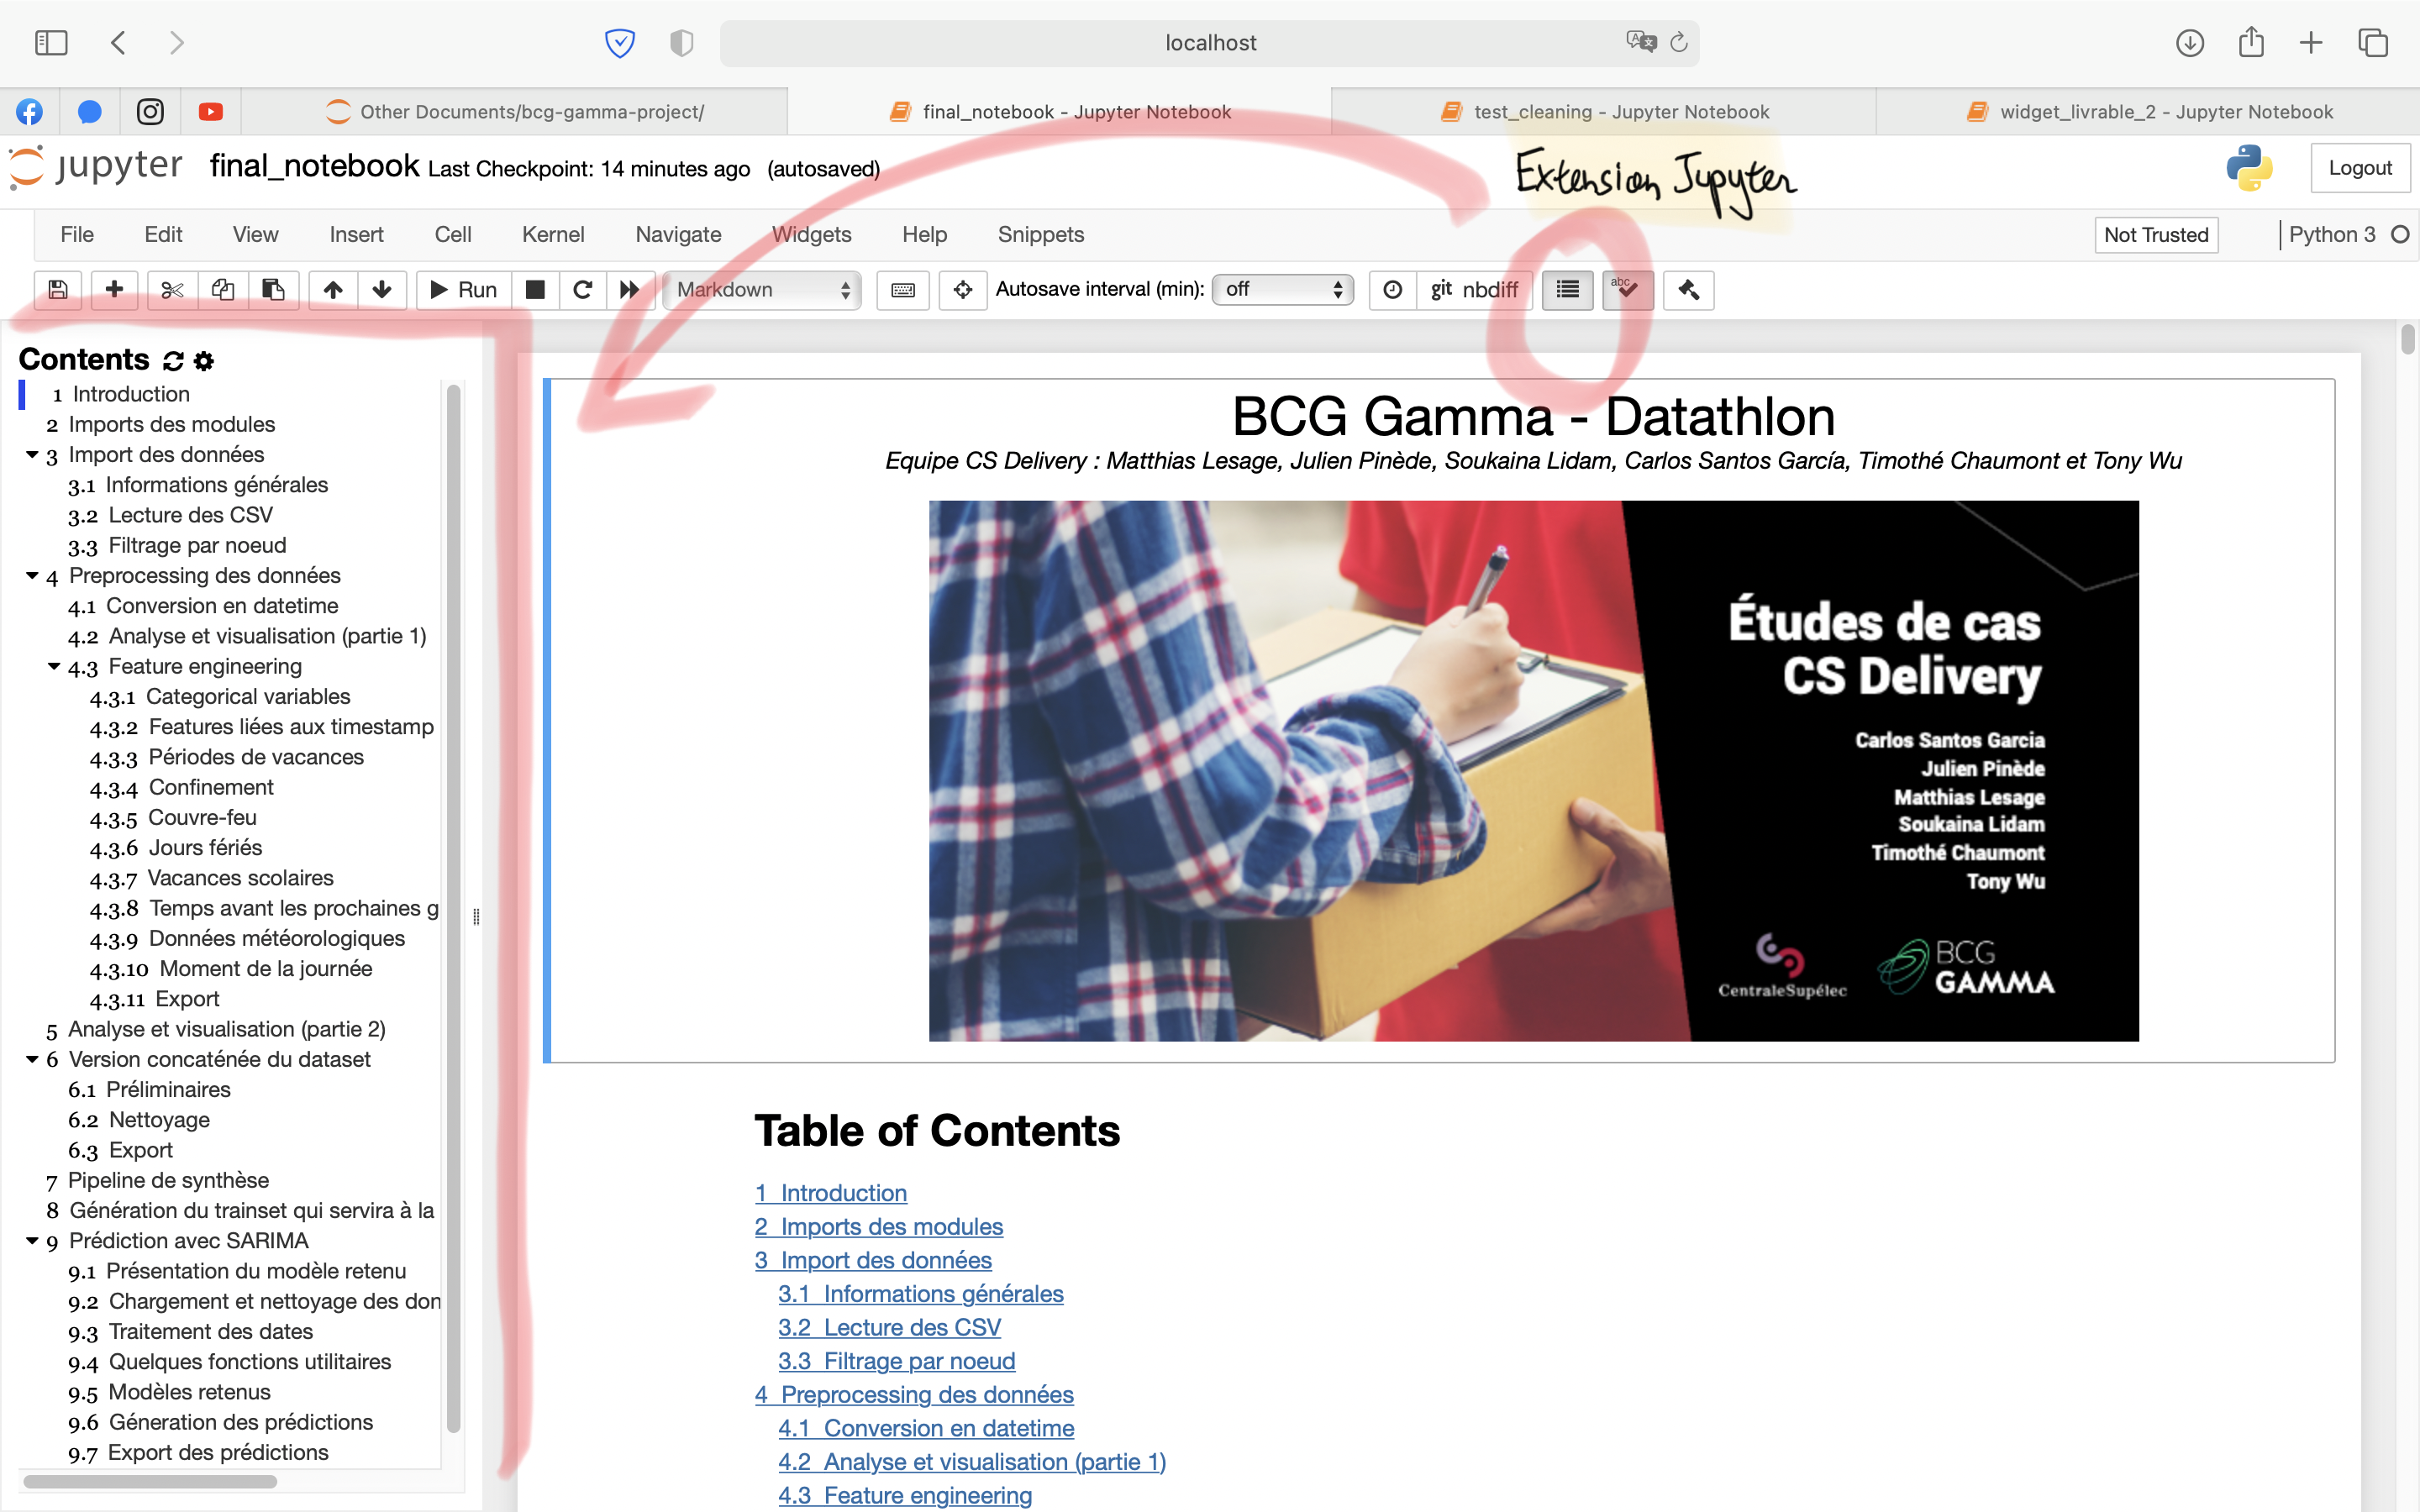 localhost
Other Documents/bcg-gamma-project/
final_notebook - Jupyter Notebook
test_cleaning - Jupyter Notebook
widget_livrable_2 - Jupyter Notebook
jupyter final_notebook Last Checkpoint: 14 minutes ago (autosaved)
Extension Jupyter
Logout
File Edit View Insert Cell Kernel Navigate Widgets Help Snippets
Not Trusted
Python 3
Run
Markdown
Autosave interval (min): off
git nbdiff
abc
Contents
1 Introduction
2 Imports des modules
3 Import des données
3.1 Informations générales
3.2 Lecture des CSV
3.3 Filtrage par noeud
4 Preprocessing des données
4.1 Conversion en datetime
4.2 Analyse et visualisation (partie 1)
4.3 Feature engineering
4.3.1 Categorical variables
4.3.2 Features liées aux timestamp
4.3.3 Périodes de vacances
4.3.4 Confinement
4.3.5 Couvre-feu
4.3.6 Jours fériés
4.3.7 Vacances scolaires
4.3.8 Temps avant les prochaines g
4.3.9 Données météorologiques
4.3.10 Moment de la journée
4.3.11 Export
5 Analyse et visualisation (partie 2)
6 Version concaténée du dataset
6.1 Préliminaires
6.2 Nettoyage
6.3 Export
7 Pipeline de synthèse
8 Génération du trainset qui servira à la
9 Prédiction avec SARIMA
9.1 Présentation du modèle retenu
9.2 Chargement et nettoyage des don
9.3 Traitement des dates
9.4 Quelques fonctions utilitaires
9.5 Modèles retenus
9.6 Géneration des prédictions
9.7 Export des prédictions
BCG Gamma - Datathlon
Equipe CS Delivery : Matthias Lesage, Julien Pinède, Soukaina Lidam, Carlos Santos García, Timothé Chaumont et Tony Wu
Études de cas
CS Delivery
Carlos Santos Garcia
Julien Pinède
Matthias Lesage
Soukaina Lidam
Timothé Chaumont
Tony Wu
CentraleSupélec
BCG
GAMMA
Table of Contents
1 Introduction
2 Imports des modules
3 Import des données
3.1 Informations générales
3.2 Lecture des CSV
3.3 Filtrage par noeud
4 Preprocessing des données
4.1 Conversion en datetime
4.2 Analyse et visualisation (partie 1)
4.3 Feature engineering